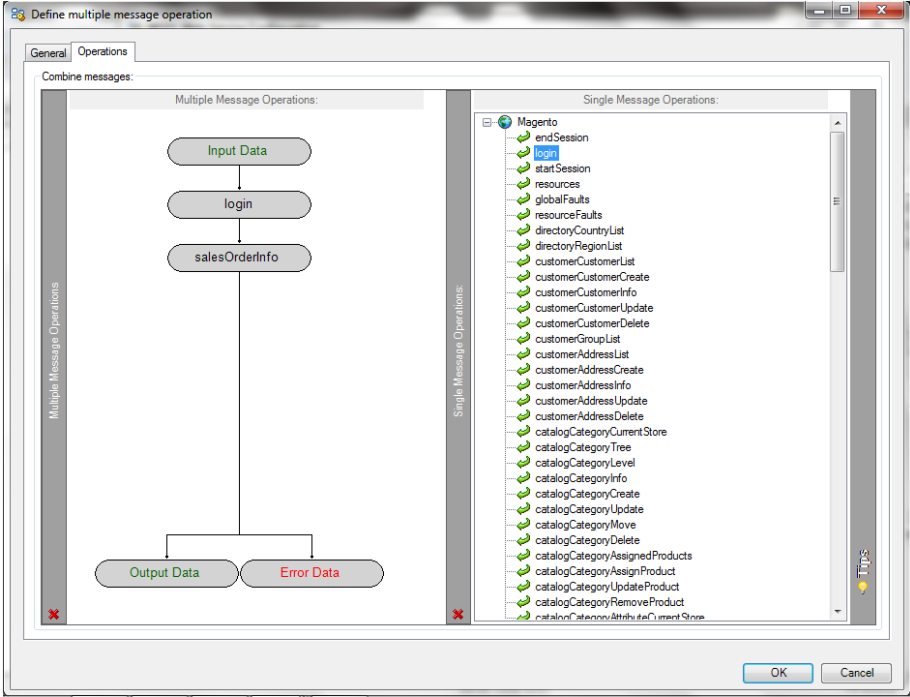 Define multiple message operation
General
Operations
Combine messages:
Multiple Message Operations:
Single Message Operations:
Input Data
login
salesOrderInfo
Output Data
Error Data
Multiple Message Operations
Single Message Operations:
Magento
endSession
login
startSession
resources
globalFaults
resourceFaults
directoryCountryList
directoryRegionList
customerCustomerList
customerCustomerCreate
customerCustomerInfo
customerCustomerUpdate
customerCustomerDelete
customerGroupList
customerAddressList
customerAddressCreate
customerAddressInfo
customerAddressUpdate
customerAddressDelete
catalogCategoryCurrentStore
catalogCategoryTree
catalogCategoryLevel
catalogCategoryInfo
catalogCategoryCreate
catalogCategoryUpdate
catalogCategoryMove
catalogCategoryDelete
catalogCategoryAssignedProducts
catalogCategoryAssignProduct
catalogCategoryUpdateProduct
catalogCategoryRemoveProduct
catalogCategoryAttributeCurrentStore
Tips
OK
Cancel